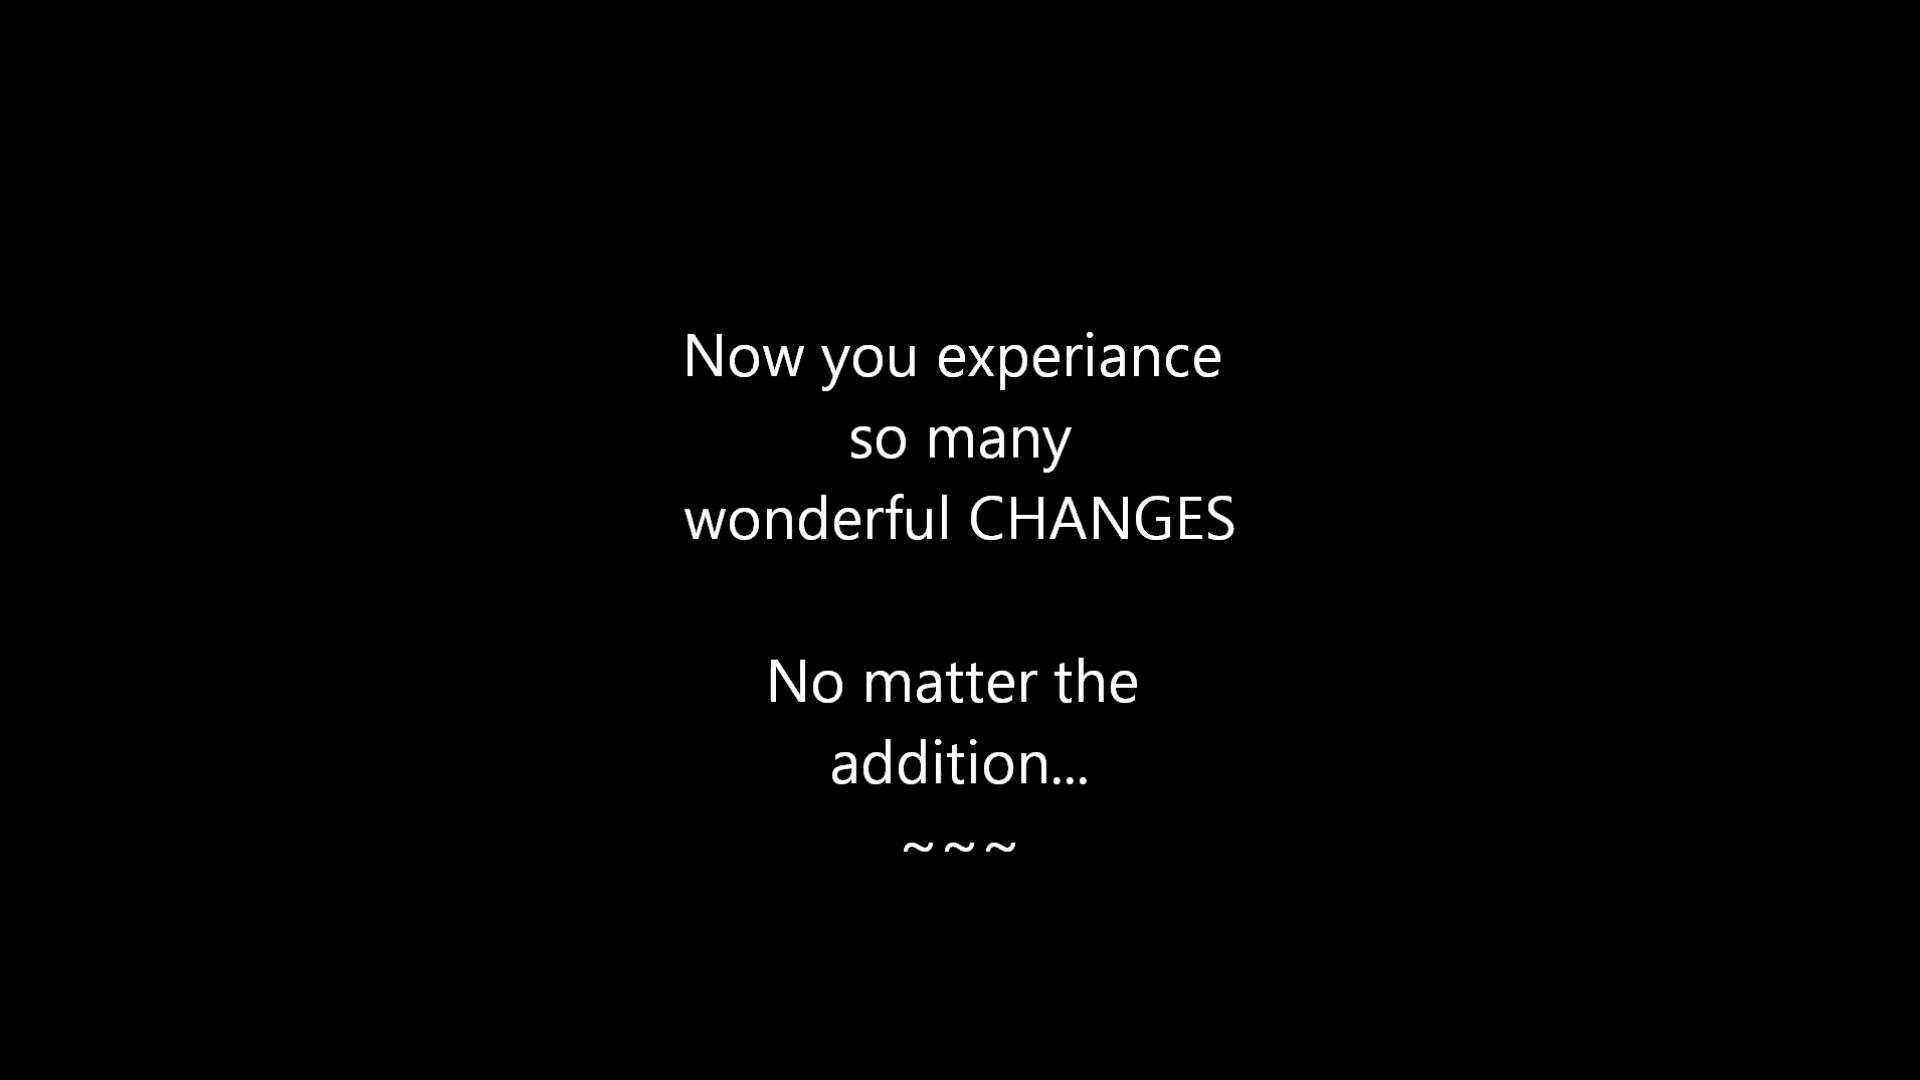 Now you experiance
so many
wonderful CHANGES
No matter the
addition...
~~~